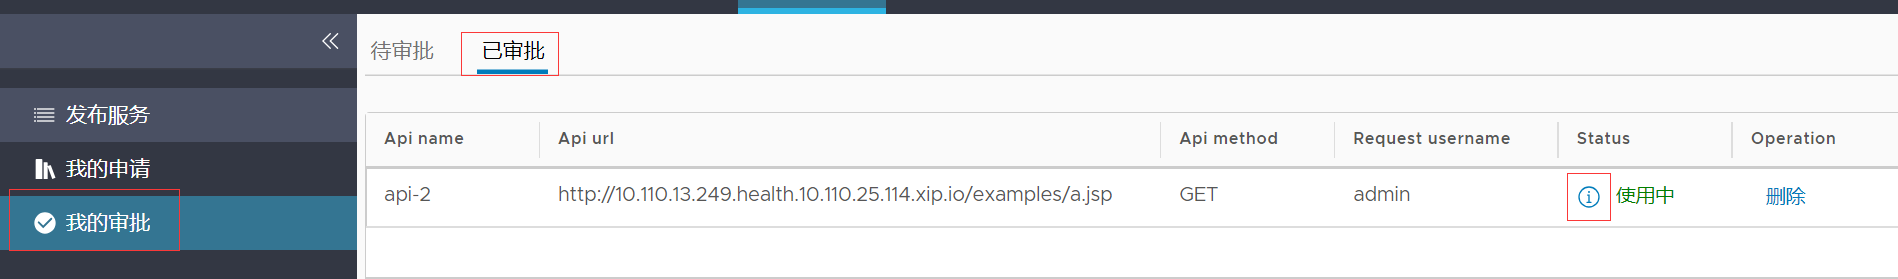 待审批 已审批
发布服务
我的申请
我的审批
Api name Api url Api method Request username Status Operation
api-2 http://10.110.13.249.health.10.110.25.114.xip.io/examples/a.jsp GET admin 使用中 删除